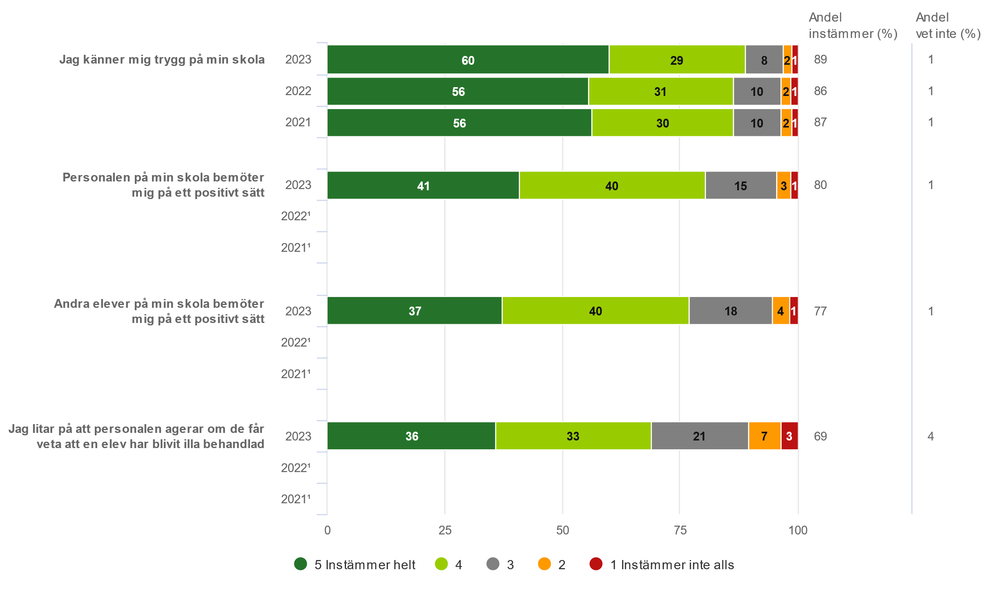 Andel
instämmer (%)
Andel
vet inte (%)
Jag känner mig trygg på min skola
2023 60 29 8 2 1 89 1
2022 56 31 10 2 1 86 1
2021 56 30 10 2 1 87 1
Personalen på min skola bemöter
mig på ett positivt sätt
2023 41 40 15 3 1 80 1
2022¹
2021¹
Andra elever på min skola bemöter
mig på ett positivt sätt
2023 37 40 18 4 1 77 1
2022¹
2021¹
Jag litar på att personalen agerar om de får
veta att en elev har blivit illa behandlad
2023 36 33 21 7 3 69 4
2022¹
2021¹
0 25 50 75 100
5 Instämmer helt 4 3 2 1 Instämmer inte alls